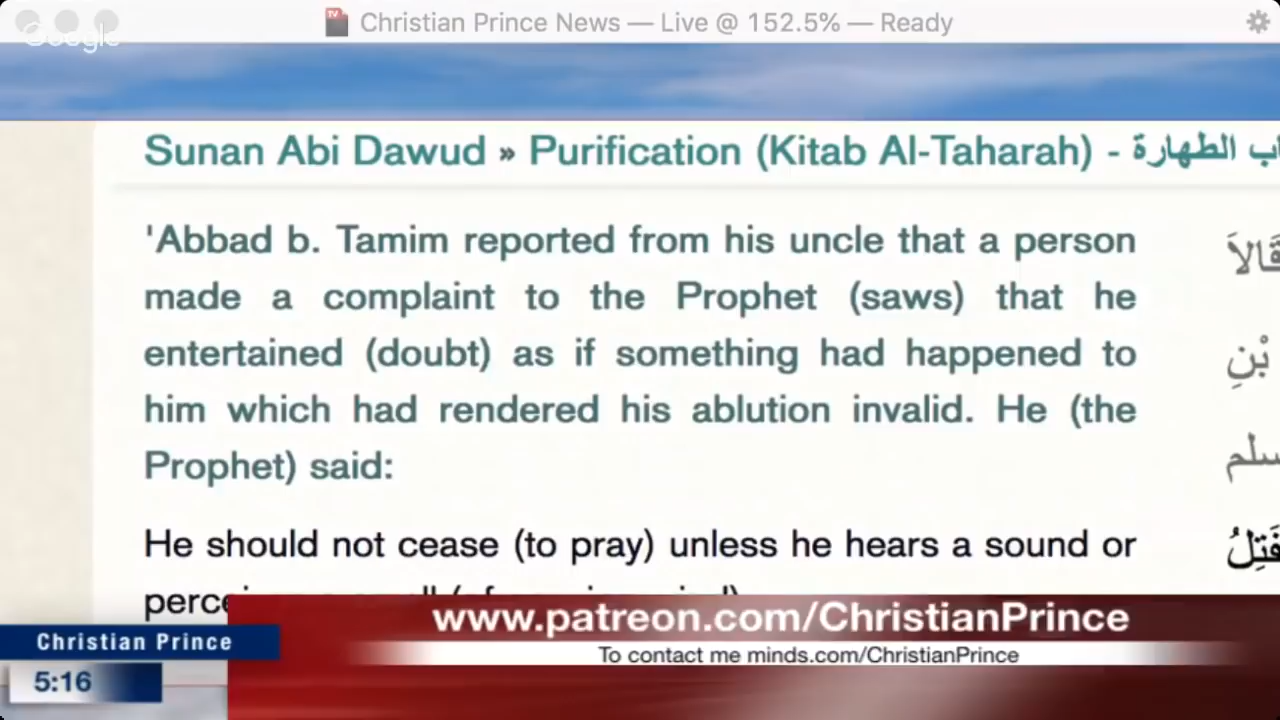 Christian Prince News — Live @ 152.5% — Ready
Google
Sunan Abi Dawud » Purification (Kitab Al-Taharah) - الطهارة
'Abbad b. Tamim reported from his uncle that a person
made a complaint to the Prophet (saws) that he
entertained (doubt) as if something had happened to
him which had rendered his ablution invalid. He (the
Prophet) said:
He should not cease (to pray) unless he hears a sound or
www.patreon.com/ChristianPrince
To contact me minds.com/ChristianPrince
Christian Prince
5:16